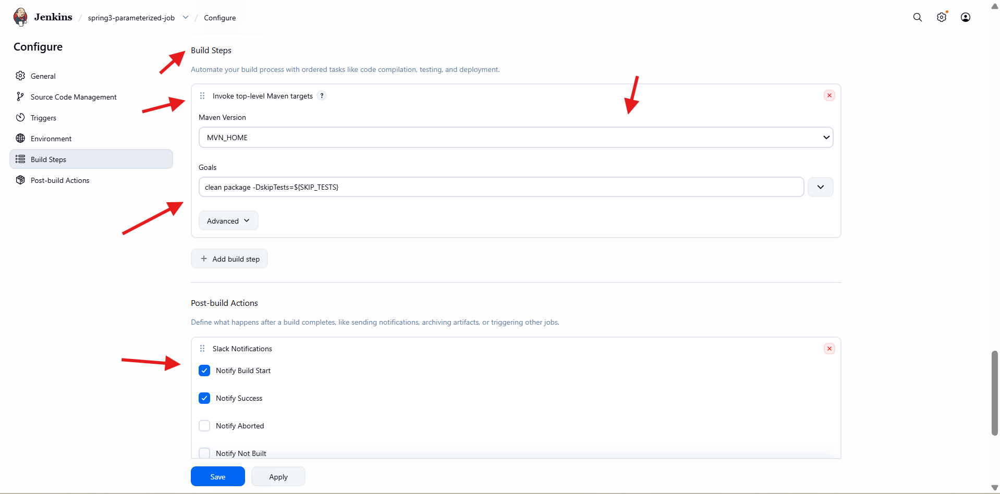 Jenkins / spring3-parameterized-job / Configure
Configure
General
Source Code Management
Triggers
Environment
Build Steps
Post-build Actions
Build Steps
Automate your build process with ordered tasks like code compilation, testing, and deployment.
Invoke top-level Maven targets ?
Maven Version
MVN_HOME
Goals
clean package -DskipTests=${SKIP_TESTS}
Advanced
+ Add build step
Post-build Actions
Define what happens after a build completes, like sending notifications, archiving artifacts, or triggering other jobs.
Slack Notifications
Notify Build Start
Notify Success
Notify Aborted
Notify Not Built
Save
Apply